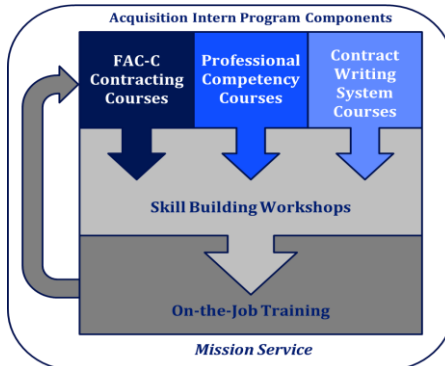 Acquisition Intern Program Components
FAC-C
Contracting
Courses
Professional
Competency
Courses
Contract
Writing
System
Courses
Skill Building Workshops
On-the-Job Training
Mission Service